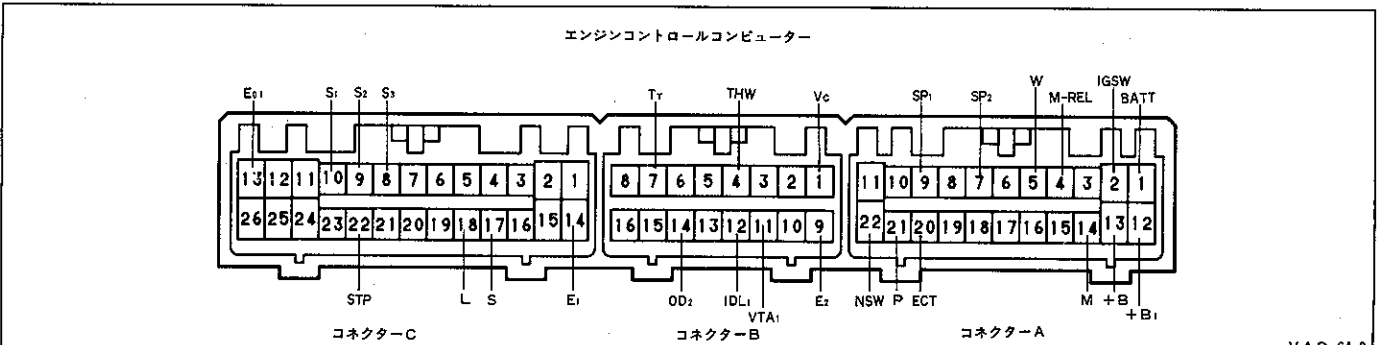 エンジンコントロールコンピューター
E01 S1 S2 S3 TT THW VC SP1 SP2 W M-REL IGSW BATT
13 12 11 10 9 8 7 6 5 4 3 2 1
8 7 6 5 4 3 2 1
11 10 9 8 7 6 5 4 3 2 1
26 25 24 23 22 21 20 19 18 17 16 15 14
16 15 14 13 12 11 10 9
22 21 20 19 18 17 16 15 14 13 12
STP L S E1 OD2 IDL1 VTA1 E2 NSW P ECT M +B +B1
コネクターC コネクターB コネクターA